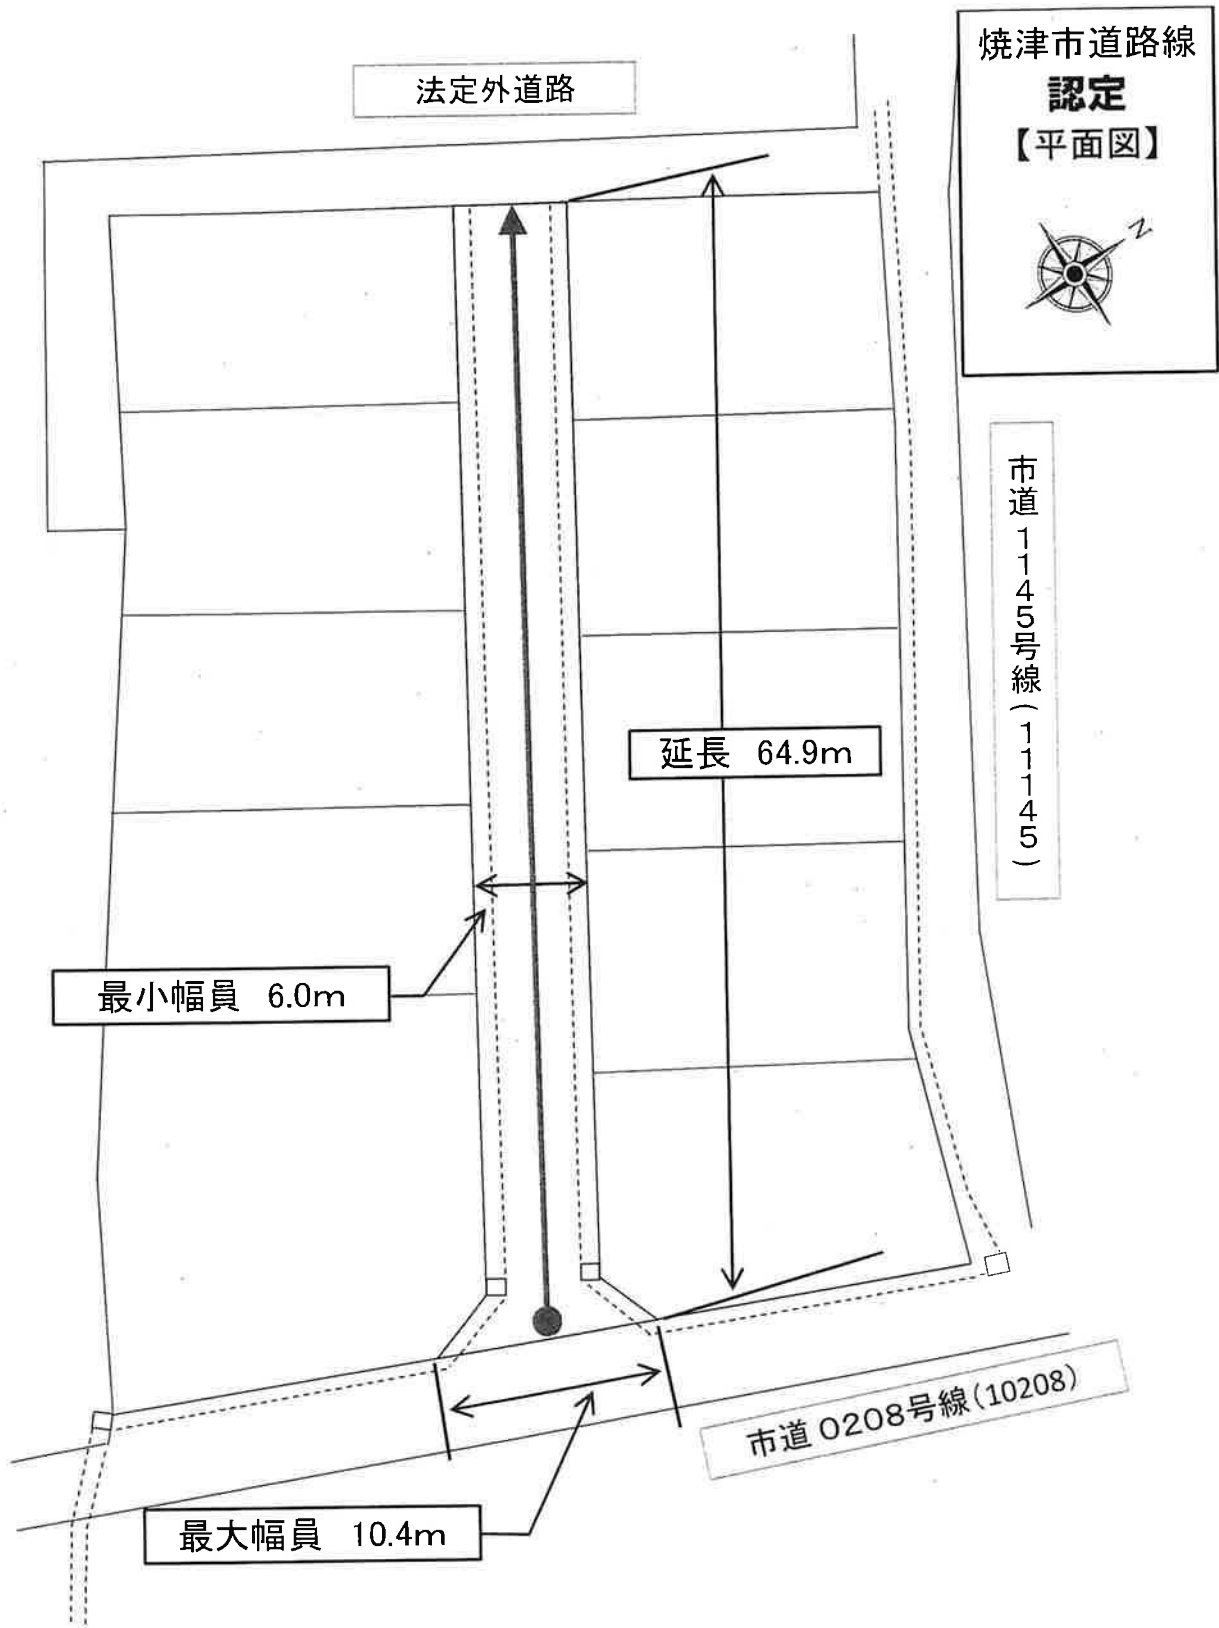 焼津市道路線
認定
【平面図】
N
法定外道路
市道1145号線(11145)
延長 64.9m
最小幅員 6.0m
市道0208号線(10208)
最大幅員 10.4m